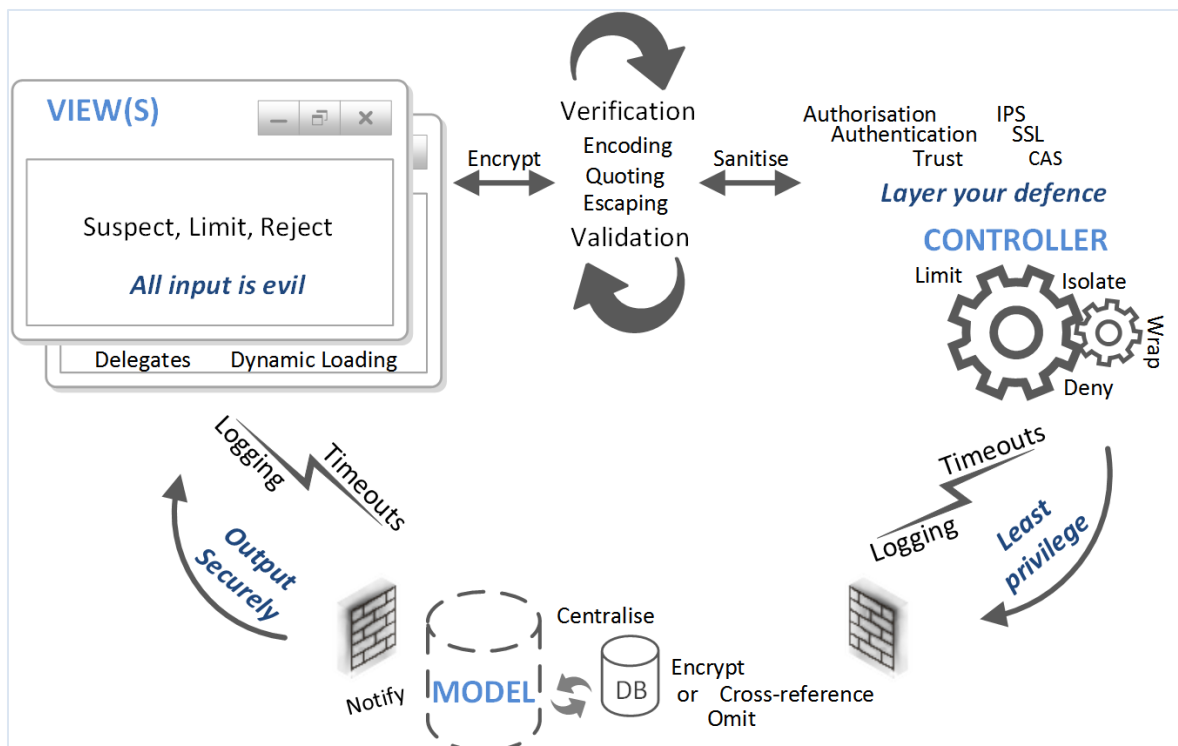 VIEW(S)
Suspect, Limit, Reject
All input is evil
Delegates Dynamic Loading
Encrypt
Verification
Encoding
Quoting
Escaping
Validation
Sanitise
Authorisation IPS
Authentication SSL
Trust CAS
Layer your defence
CONTROLLER
Limit
Isolate
Wrap
Deny
Timeouts
Logging
Least
privilege
Logging
Timeouts
Output
Securely
Notify
MODEL
Centralise
DB
Encrypt
or Cross-reference
Omit